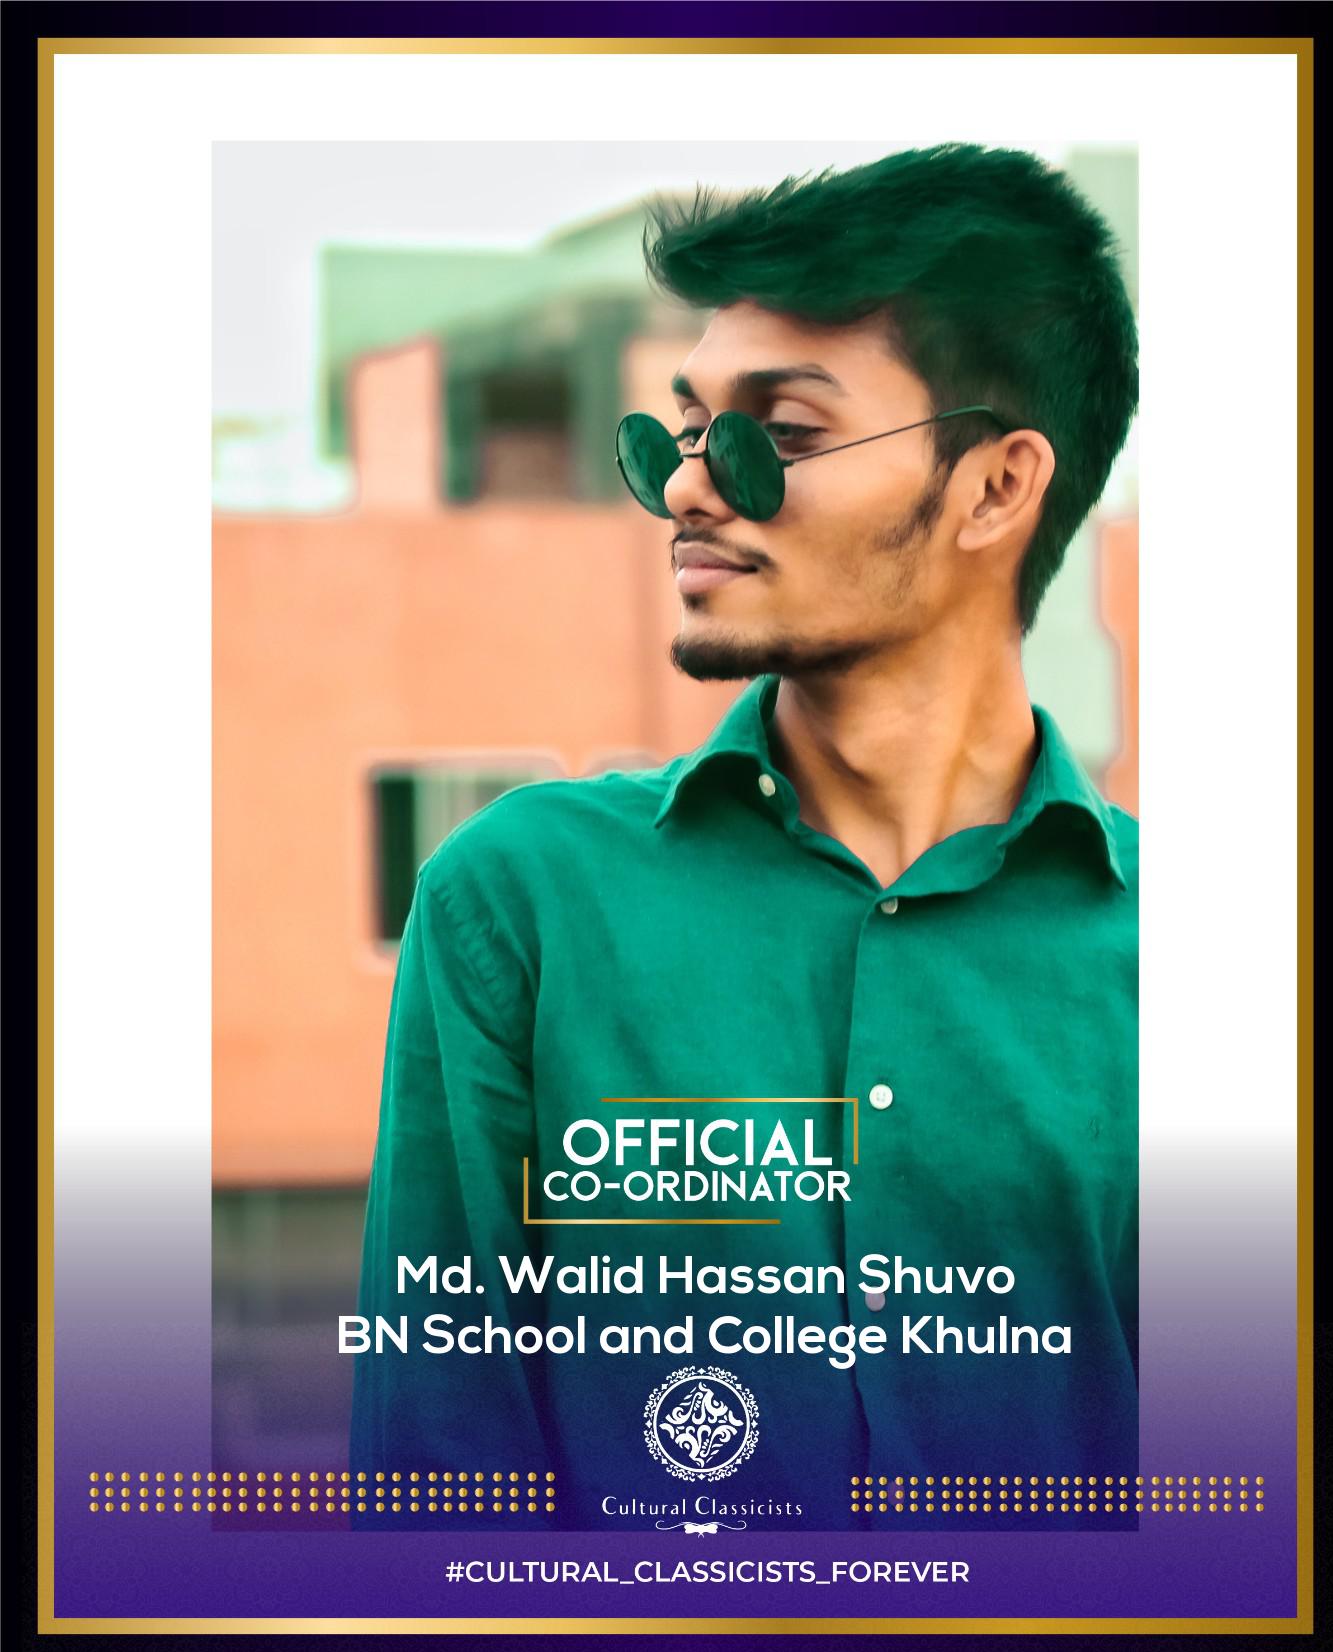 OFFICIAL
CO-ORDINATOR
Md. Walid Hassan Shuvo
BN School and College Khulna
Cultural Classicists
#CULTURAL_CLASSICISTS_FOREVER